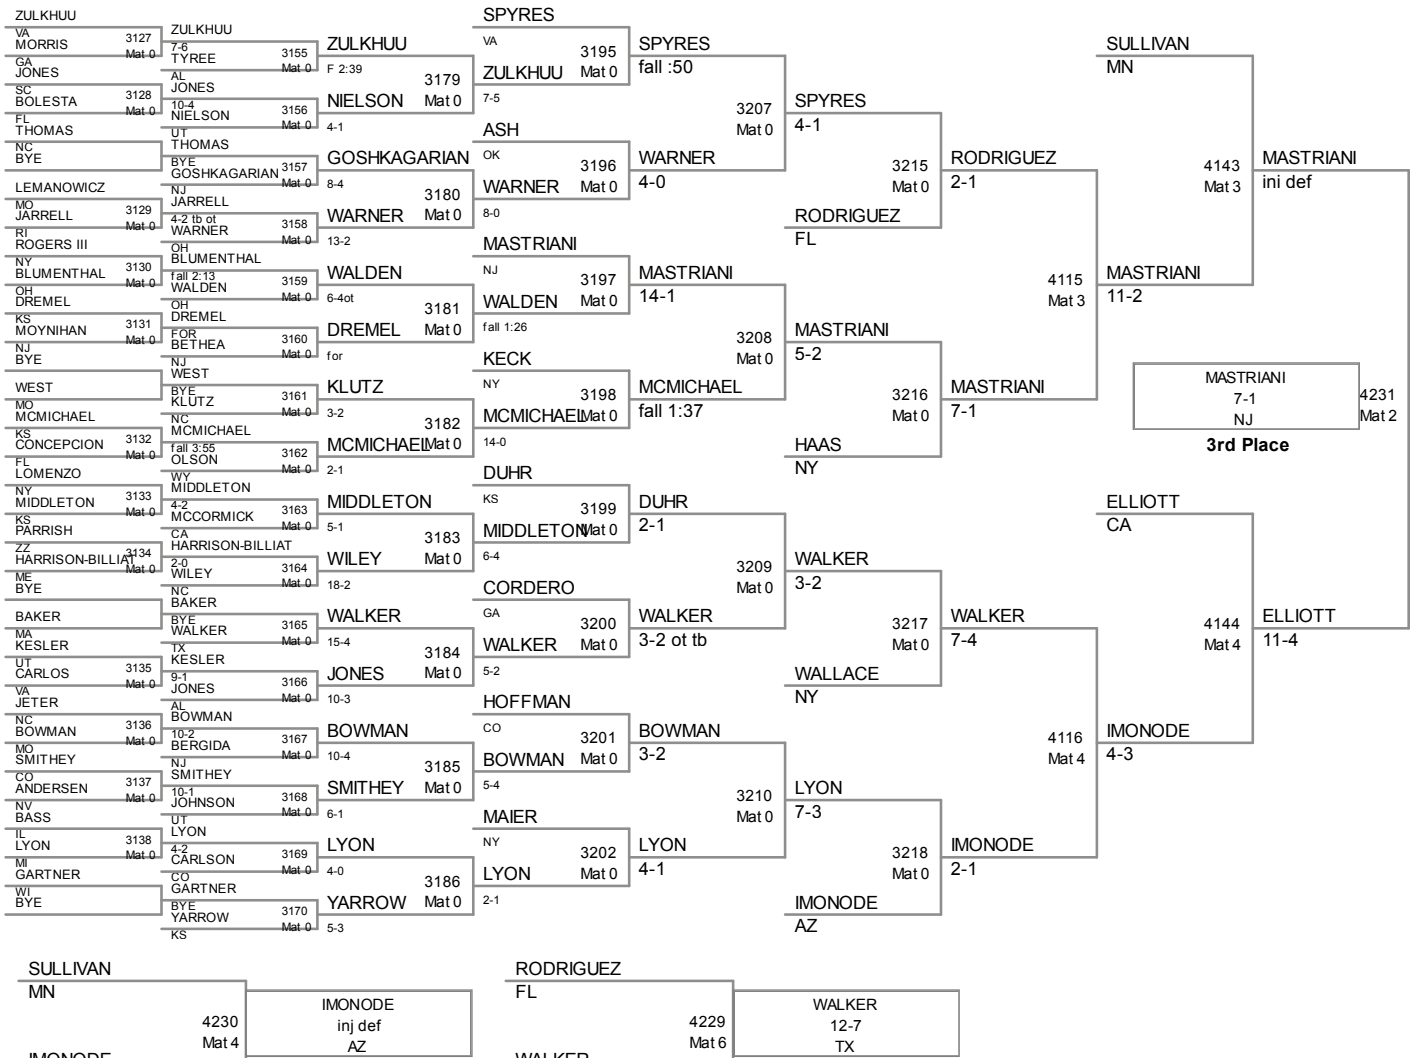 ZULKHUU
VA
MORRIS
3127
Mat 0
GA
JONES
SC
BOLESTA
3128
Mat 0
FL
THOMAS
NC
BYE
LEMANOWICZ
MO
JARRELL
3129
Mat 0
RI
ROGERS III
NY
BLUMENTHAL
3130
Mat 0
OH
DREMEL
KS
MOYNIHAN
3131
Mat 0
NJ
BYE
WEST
MO
MCMICHAEL
KS
CONCEPCION
3132
Mat 0
FL
LOMENZO
NY
MIDDLETON
3133
Mat 0
KS
PARRISH
ZZ
HARRISON-BILLIAT
3134
Mat 0
ME
BYE
BAKER
MA
KESLER
UT
CARLOS
3135
Mat 0
VA
JETER
NC
BOWMAN
3136
Mat 0
MO
SMITHEY
CO
ANDERSEN
3137
Mat 0
NV
BASS
IL
LYON
3138
Mat 0
MI
GARTNER
WI
BYE
ZULKHUU
7-6
TYREE
3155
Mat 0
AL
JONES
10-4
NIELSON
3156
Mat 0
UT
THOMAS
BYE
GOSHKAGARIAN
3157
Mat 0
NJ
JARRELL
4-2 tb ot
WARNER
3158
Mat 0
OH
BLUMENTHAL
fall 2:13
WALDEN
3159
Mat 0
OH
DREMEL
FOR
BETHEA
3160
Mat 0
NJ
WEST
BYE
KLUTZ
3161
Mat 0
NC
MCMICHAEL
fall 3:55
OLSON
3162
Mat 0
WY
MIDDLETON
4-2
MCCORMICK
3163
Mat 0
CA
HARRISON-BILLIAT
2-0
WILEY
3164
Mat 0
NC
BAKER
BYE
WALKER
3165
Mat 0
TX
KESLER
9-1
JONES
3166
Mat 0
AL
BOWMAN
10-2
BERGIDA
3167
Mat 0
NJ
SMITHEY
10-1
JOHNSON
3168
Mat 0
UT
LYON
4-2
CARLSON
3169
Mat 0
CO
GARTNER
BYE
YARROW
3170
Mat 0
KS
ZULKHUU
F 2:39
3179
Mat 0
NIELSON
4-1
GOSHKAGARIAN
8-4
3180
Mat 0
WARNER
13-2
WALDEN
6-4ot
3181
Mat 0
DREMEL
for
KLUTZ
3-2
3182
Mat 0
MCMICHAEL
2-1
MIDDLETON
5-1
3183
Mat 0
WILEY
18-2
WALKER
15-4
3184
Mat 0
JONES
10-3
BOWMAN
10-4
3185
Mat 0
SMITHEY
6-1
LYON
4-0
3186
Mat 0
YARROW
5-3
SPYRES
VA
3195
Mat 0
ZULKHUU
7-5
ASH
OK
3196
Mat 0
WARNER
8-0
MASTRIANI
NJ
3197
Mat 0
WALDEN
fall 1:26
KECK
NY
3198
Mat 0
MCMICHAEL
14-0
DUHR
KS
3199
Mat 0
MIDDLETON
6-4
CORDERO
GA
3200
Mat 0
WALKER
5-2
HOFFMAN
CO
3201
Mat 0
BOWMAN
5-4
MAIER
NY
3202
Mat 0
LYON
2-1
SPYRES
fall :50
3207
Mat 0
WARNER
4-0
MASTRIANI
14-1
3208
Mat 0
MCMICHAEL
fall 1:37
DUHR
2-1
3209
Mat 0
WALKER
3-2 ot tb
BOWMAN
3-2
3210
Mat 0
LYON
4-1
SPYRES
4-1
3215
Mat 0
RODRIGUEZ
FL
MASTRIANI
5-2
3216
Mat 0
HAAS
NY
WALKER
3-2
3217
Mat 0
WALLACE
NY
LYON
7-3
3218
Mat 0
IMONODE
AZ
RODRIGUEZ
2-1
4115
Mat 3
MASTRIANI
7-1
WALKER
7-4
4116
Mat 4
IMONODE
2-1
SULLIVAN
MN
4143
Mat 3
MASTRIANI
11-2
ELLIOTT
CA
4144
Mat 4
IMONODE
4-3
MASTRIANI
ini def
ELLIOTT
11-4
MASTRIANI
7-1
NJ
4231
Mat 2
3rd Place
SULLIVAN
MN
4230
Mat 4
IMONODE
IMONODE
inj def
AZ
RODRIGUEZ
FL
4229
Mat 6
WALKER
WALKER
12-7
TX